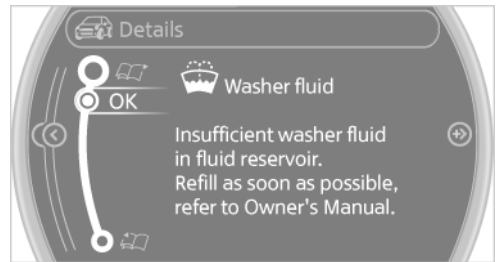 Details
Washer fluid
OK
Insufficient washer fluid
in fluid reservoir.
Refill as soon as possible,
refer to Owner's Manual.